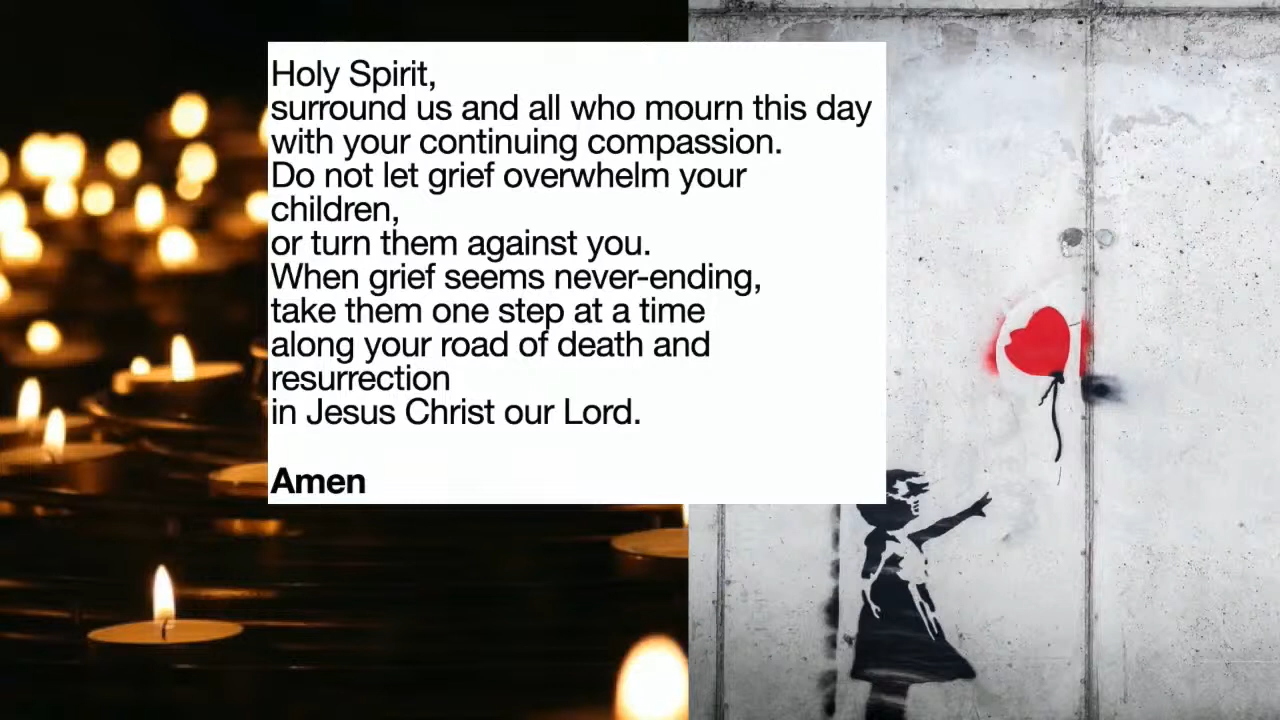 Holy Spirit,
surround us and all who mourn this day
with your continuing compassion.
Do not let grief overwhelm your
children,
or turn them against you.
When grief seems never-ending,
take them one step at a time
along your road of death and
resurrection
in Jesus Christ our Lord.
Amen